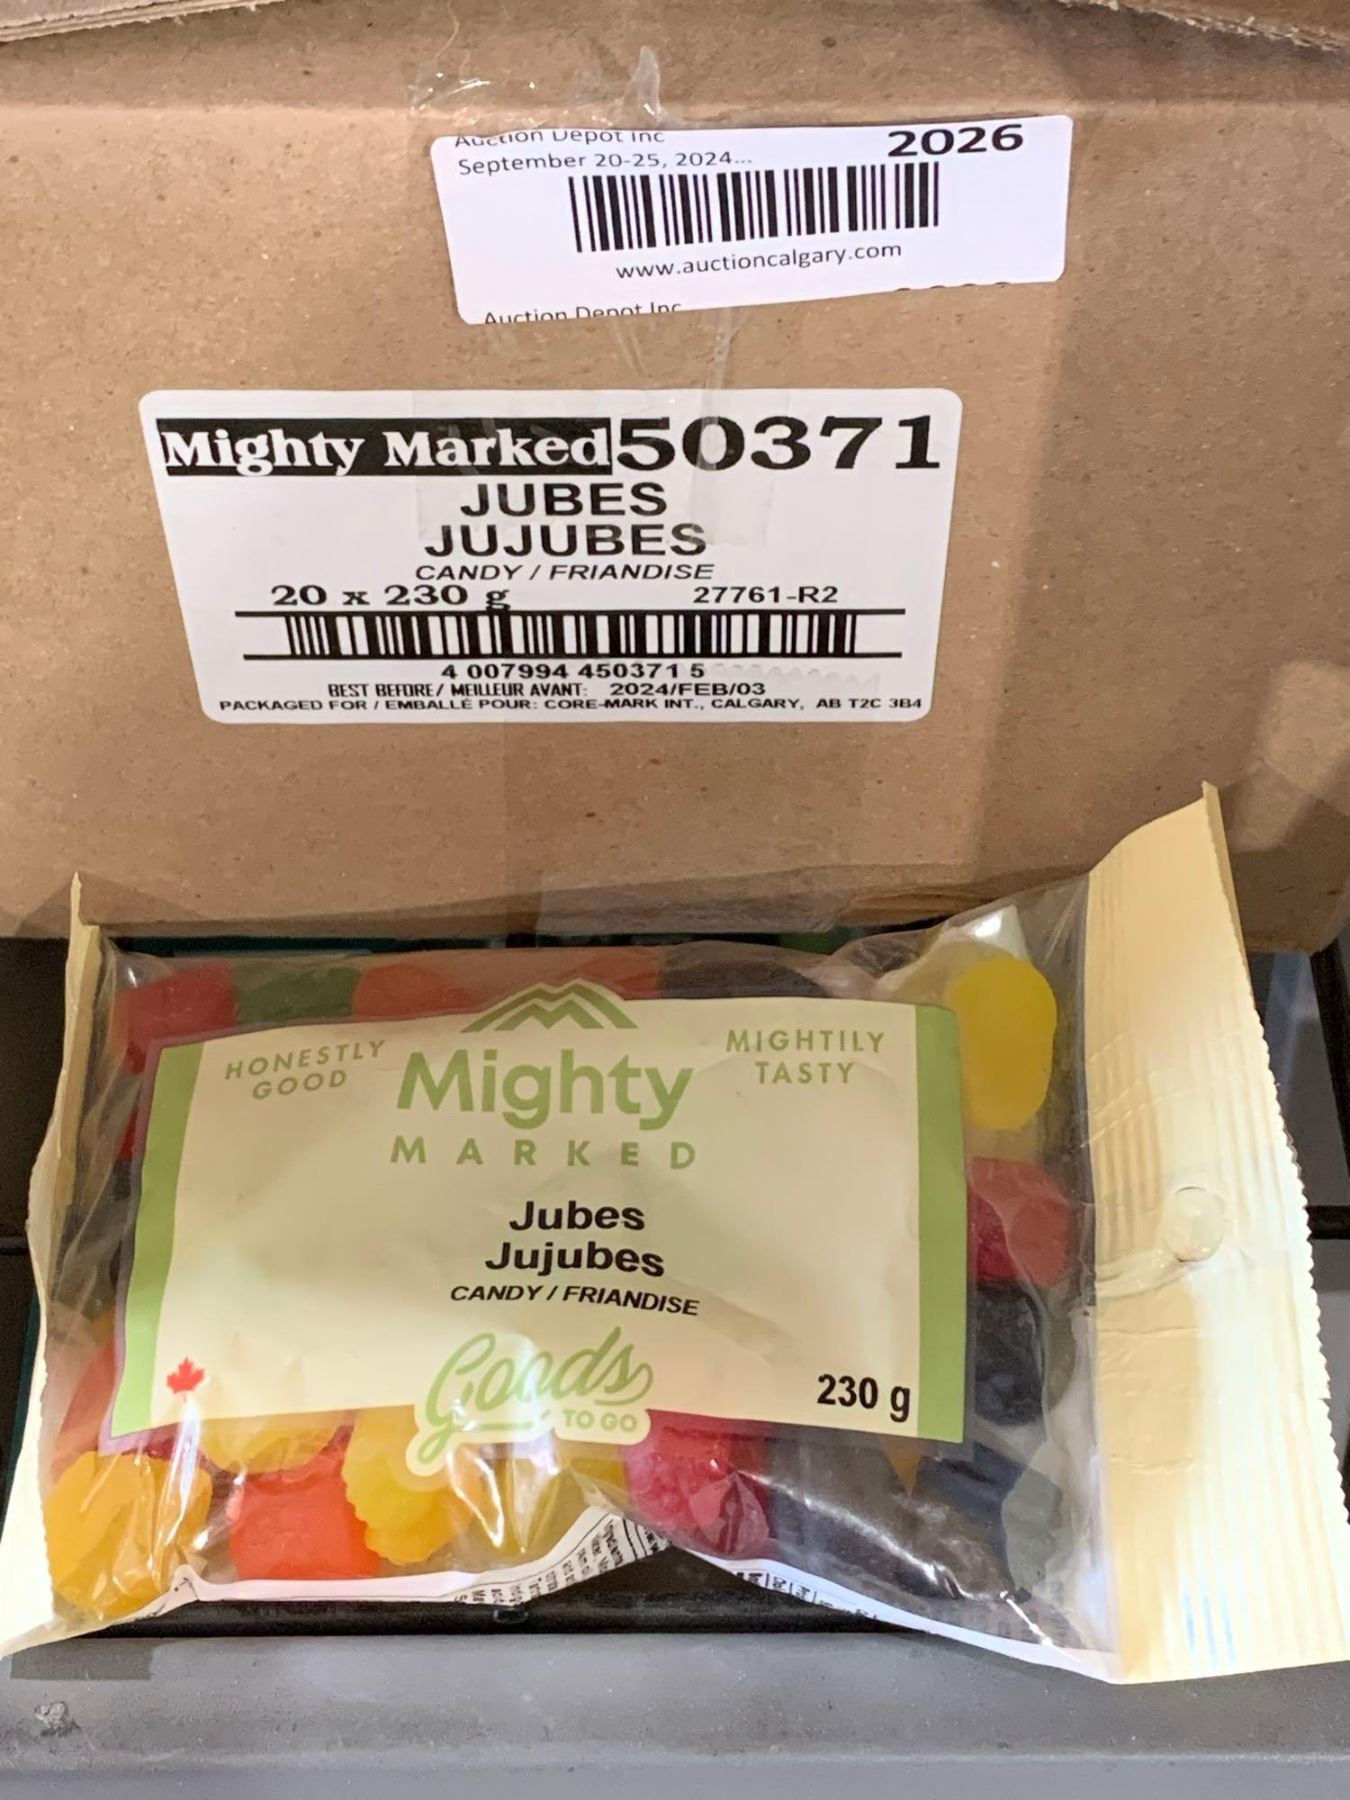 Auction Depot Inc
2026
September 20-25, 2024...
www.auctioncalgary.com
Auction Depot Inc
Mighty Marked 50371
JUBES
JUJUBES
CANDY / FRIANDISE
20 x 230 g 27761-R2
4 007994 450371 5
BEST BEFORE / MEILLEUR AVANT: 2024/FEB/03
PACKAGED FOR / EMBALLÉ POUR: CORE-MARK INT., CALGARY, AB T2C 3B4
HONESTLY
GOOD
Mighty
MARKED
MIGHTILY
TASTY
Jubes
Jujubes
CANDY / FRIANDISE
Goods
TO GO
230 g